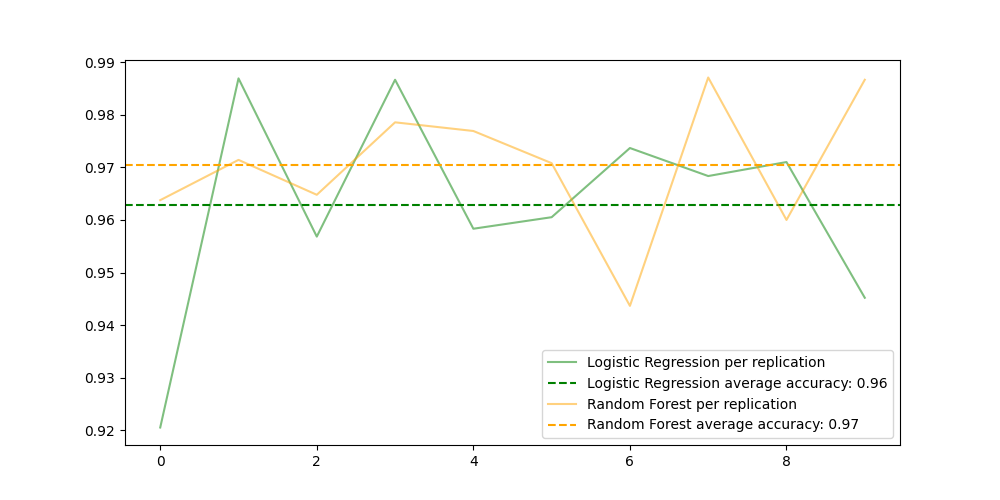 0.99
0.98
0.97
0.96
0.95
0.94
0.93
0.92
Logistic Regression per replication
Logistic Regression average accuracy: 0.96
Random Forest per replication
Random Forest average accuracy: 0.97
0 2 4 6 8